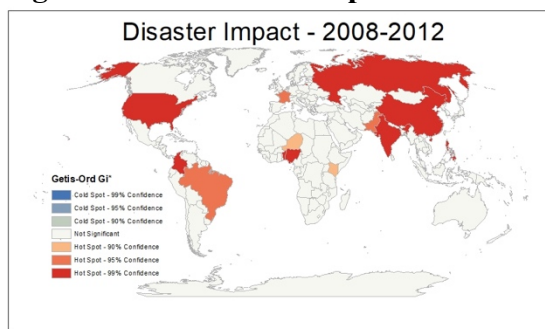 Disaster Impact - 2008-2012
Getis-Ord Gi*
Cold Spot - 99% Confidence
Cold Spot - 95% Confidence
Cold Spot - 90% Confidence
Not Significant
Hot Spot - 90% Confidence
Hot Spot - 95% Confidence
Hot Spot - 99% Confidence